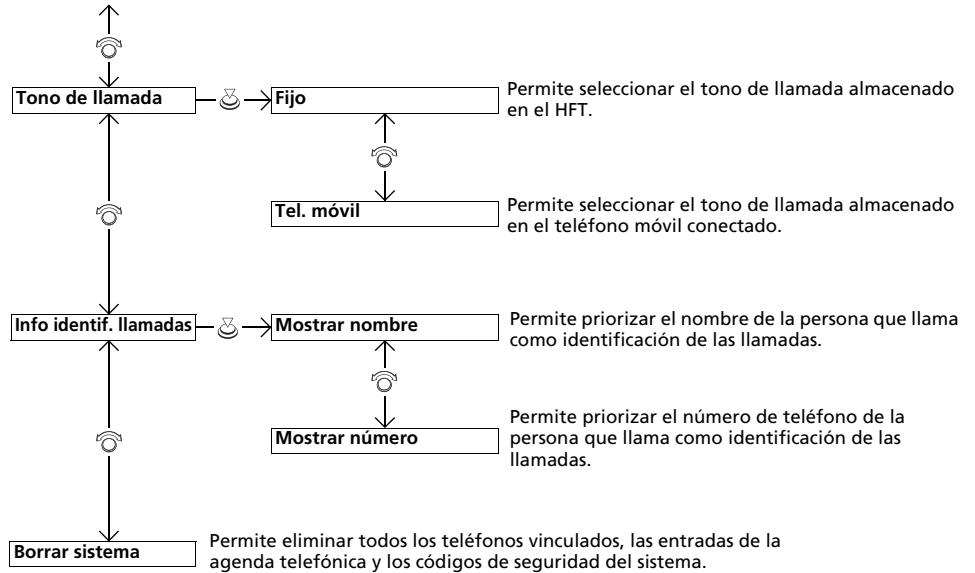 Tono de llamada
Fijo
Permite seleccionar el tono de llamada almacenado
en el HFT.
Tel. móvil
Permite seleccionar el tono de llamada almacenado
en el teléfono móvil conectado.
Info identif. llamadas
Mostrar nombre
Permite priorizar el nombre de la persona que llama
como identificación de las llamadas.
Mostrar número
Permite priorizar el número de teléfono de la
persona que llama como identificación de las
llamadas.
Borrar sistema
Permite eliminar todos los teléfonos vinculados, las entradas de la
agenda telefónica y los códigos de seguridad del sistema.